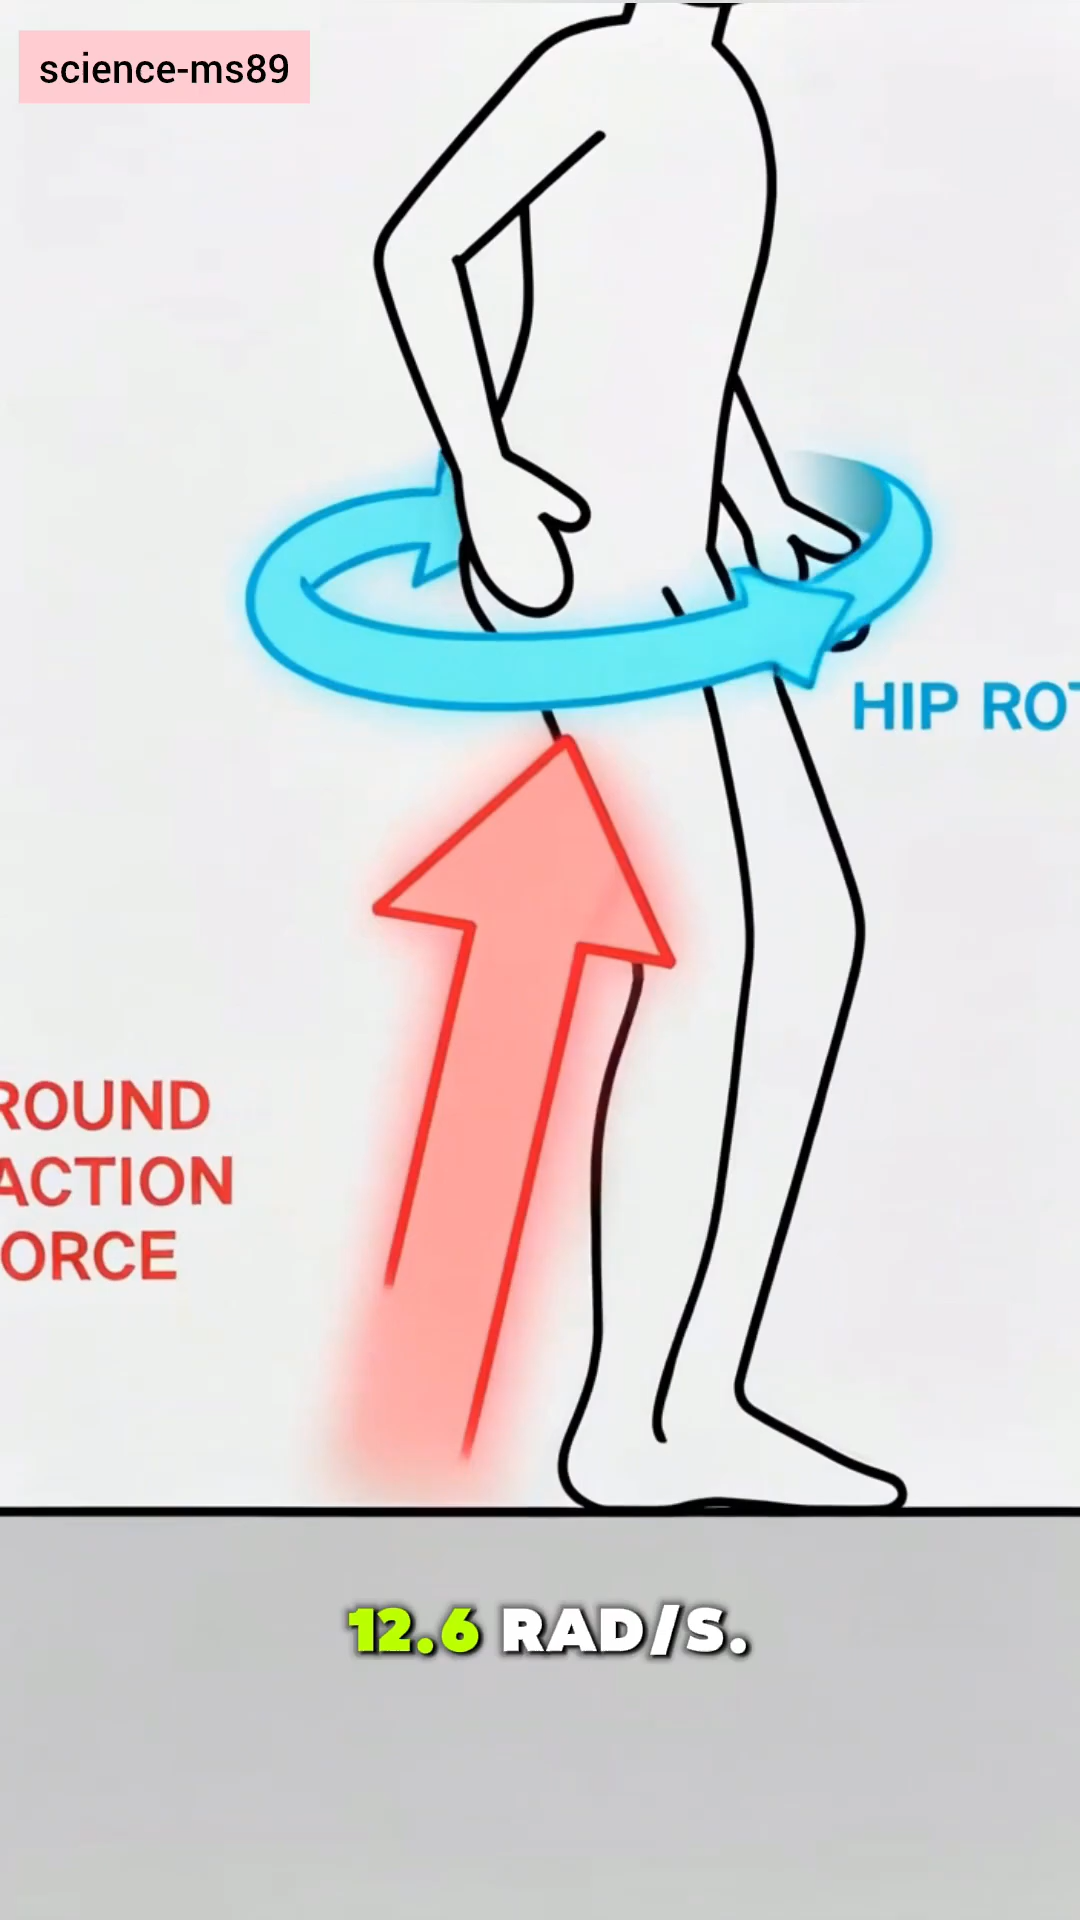 science-ms89
HIP ROT
ROUND
ACTION
ORCE
12.6 RAD/S.